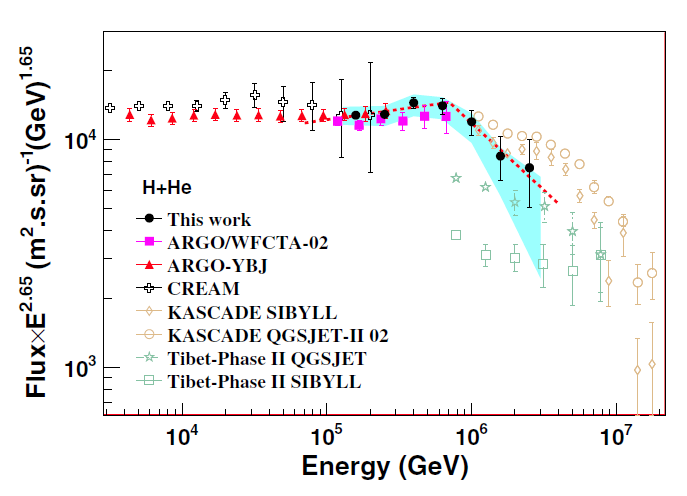 Flux×E^2.65 (m^2.s.sr)^-1(GeV)^1.65
10^4
10^3
H+He
This work
ARGO/WFCTA-02
ARGO-YBJ
CREAM
KASCADE SIBYLL
KASCADE QGSJET-II 02
Tibet-Phase II QGSJET
Tibet-Phase II SIBYLL
10^4 10^5 10^6 10^7
Energy (GeV)